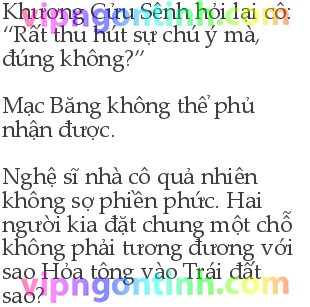 vipngontinh.com
Khương Cửu Sênh hỏi lại cô:
“Rất thu hút sự chú ý mà,
đúng không?”
Mạc Băng không thể phủ
nhận được.
Nghệ sĩ nhà cô quả nhiên
không sợ phiền phức. Hai
người kia đặt chung một chỗ
không phải tương đương với
sao Hỏa tông vào Trái đất
sao?
vipngontinh.com